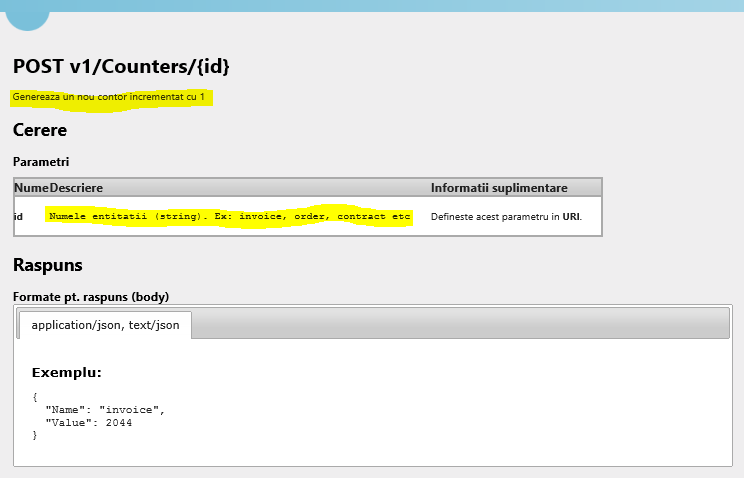 POST v1/Counters/{id}
Genereaza un nou contor incrementat cu 1
Cerere
Parametri
Nume Descriere Informatii suplimentare
id Numele entitatii (string). Ex: invoice, order, contract etc Defineste acest parametru in URI.
Raspuns
Formate pt. raspuns (body)
application/json, text/json
Exemplu:
{
"Name": "invoice",
"Value": 2044
}